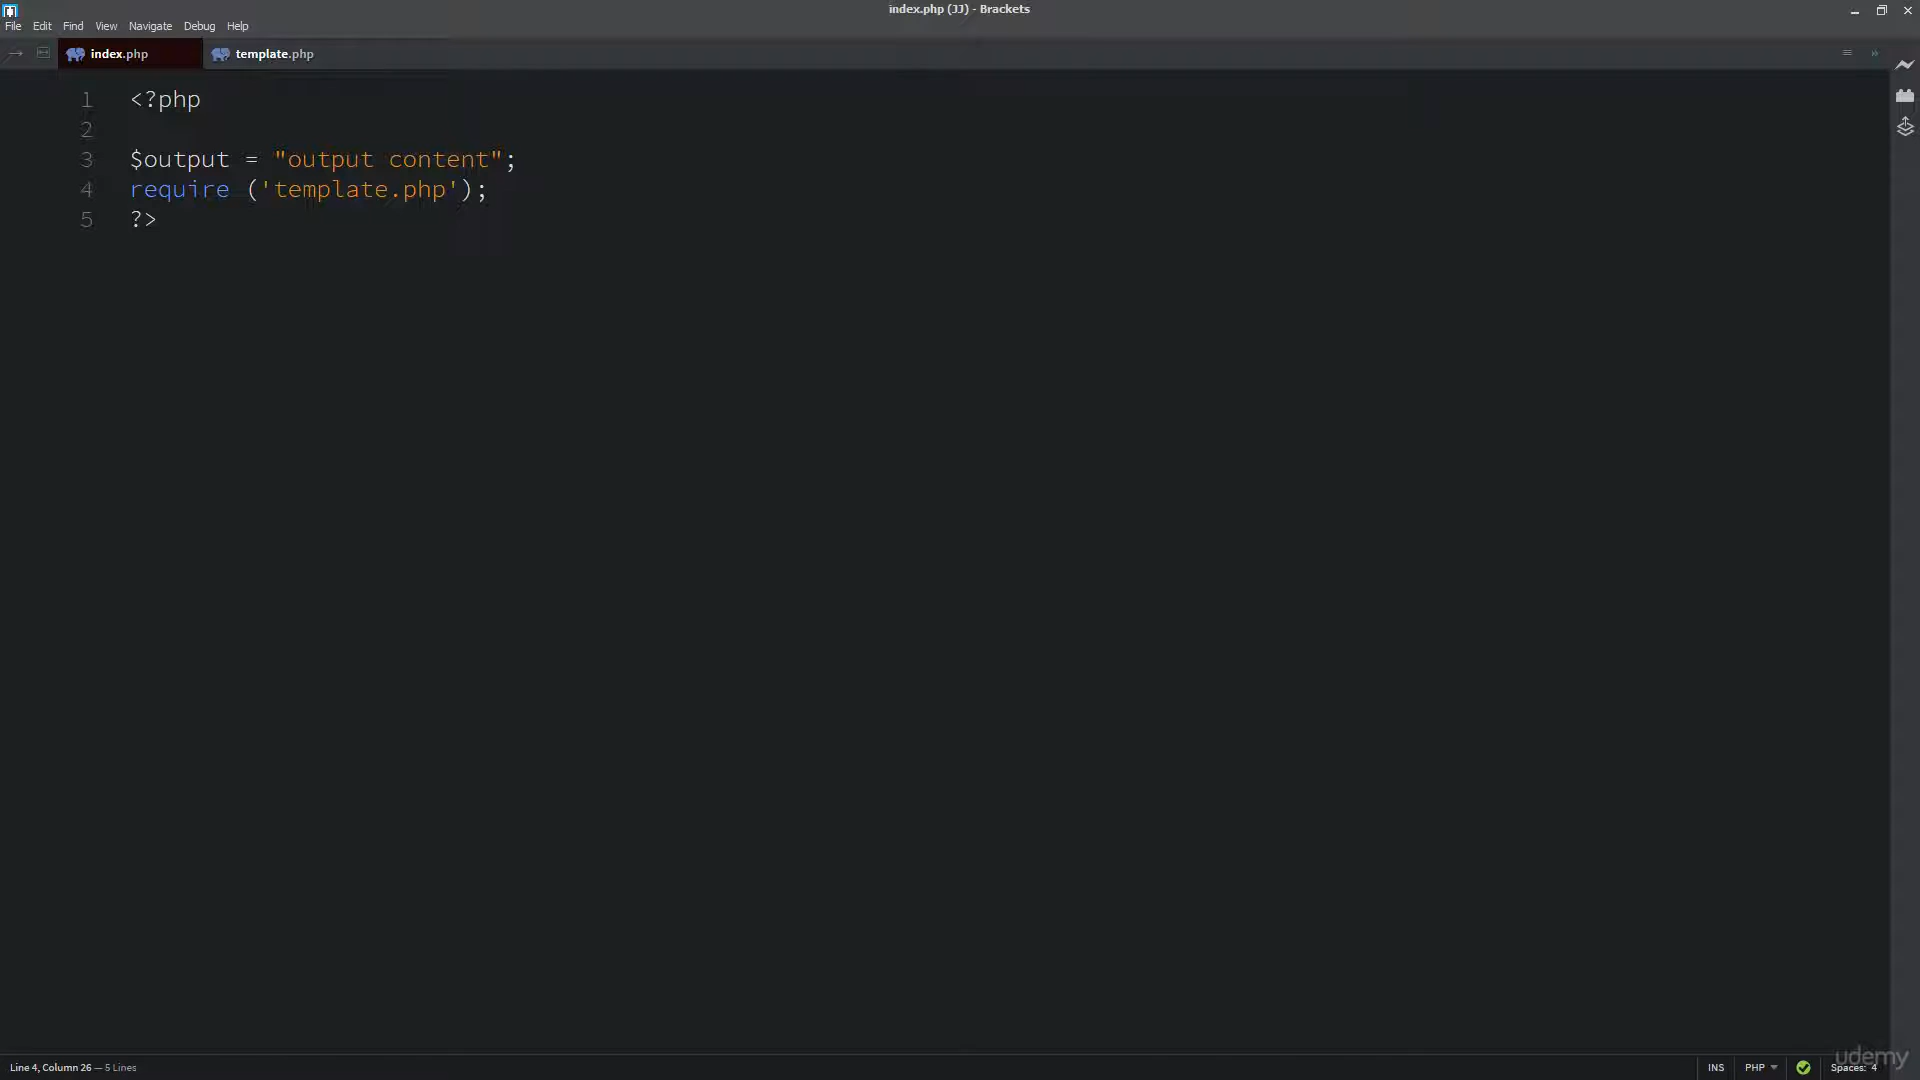 index.php (JJ) - Brackets
File Edit Find View Navigate Debug Help
index.php template.php
1 <?php
2
3 $output = "output content";
4 require ('template.php');
5 ?>
Line 4, Column 26 — 5 Lines
INS PHP Spaces: 4
udemy